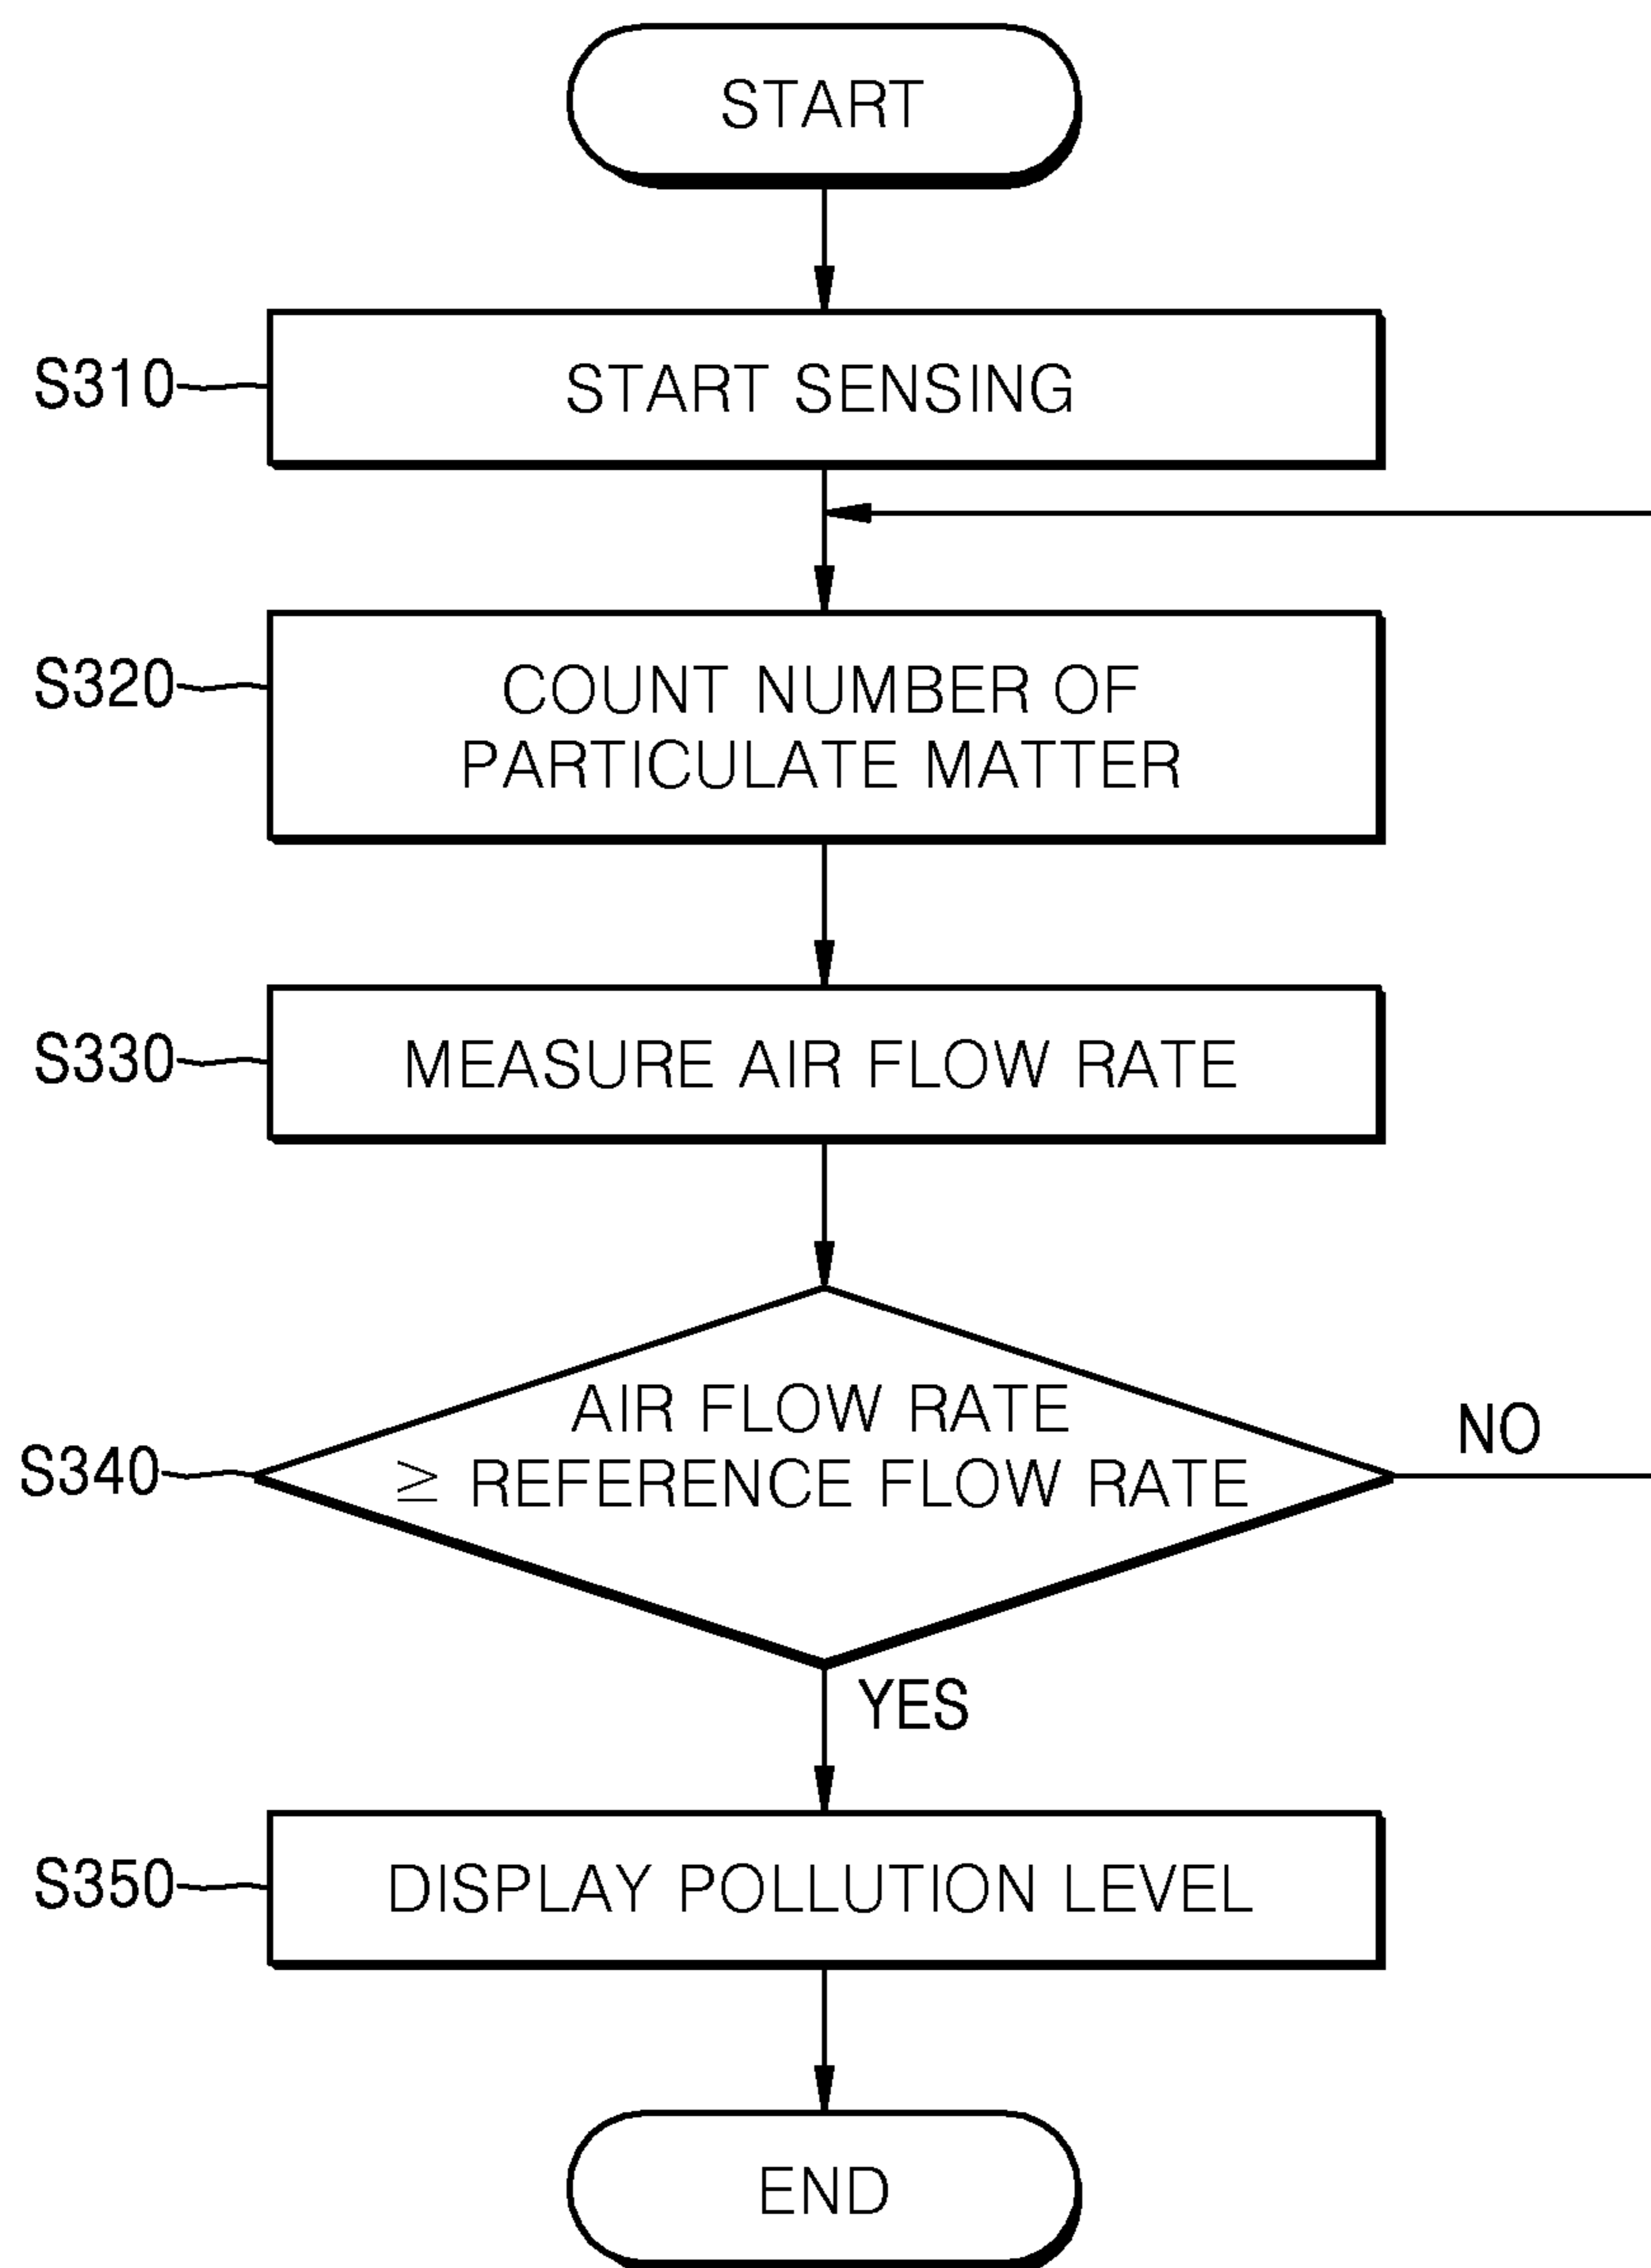 START
S310
START SENSING
S320
COUNT NUMBER OF
PARTICULATE MATTER
S330
MEASURE AIR FLOW RATE
S340
AIR FLOW RATE
≥ REFERENCE FLOW RATE
NO
YES
S350
DISPLAY POLLUTION LEVEL
END